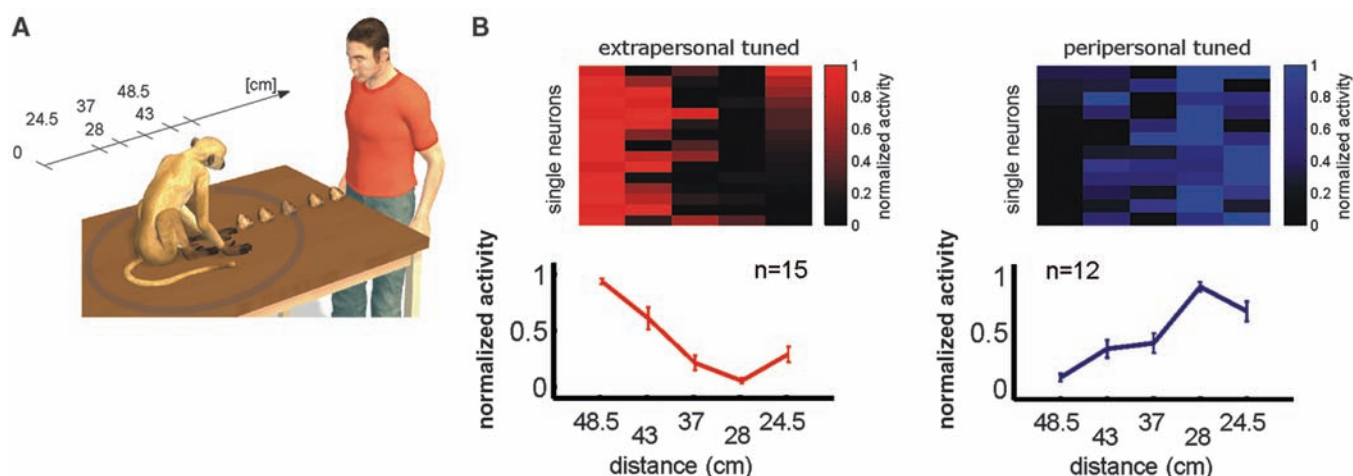 A
48.5
[cm]
37
43
24.5
28
0
B
extrapersonal tuned
single neurons
1
0.8
0.6
0.4
0.2
0
normalized activity
peripersonal tuned
single neurons
1
0.8
0.6
0.4
0.2
0
normalized activity
normalized activity
1
0.5
0
n=15
48.5
43
37
28
24.5
distance (cm)
normalized activity
1
0.5
0
n=12
48.5
43
37
28
24.5
distance (cm)